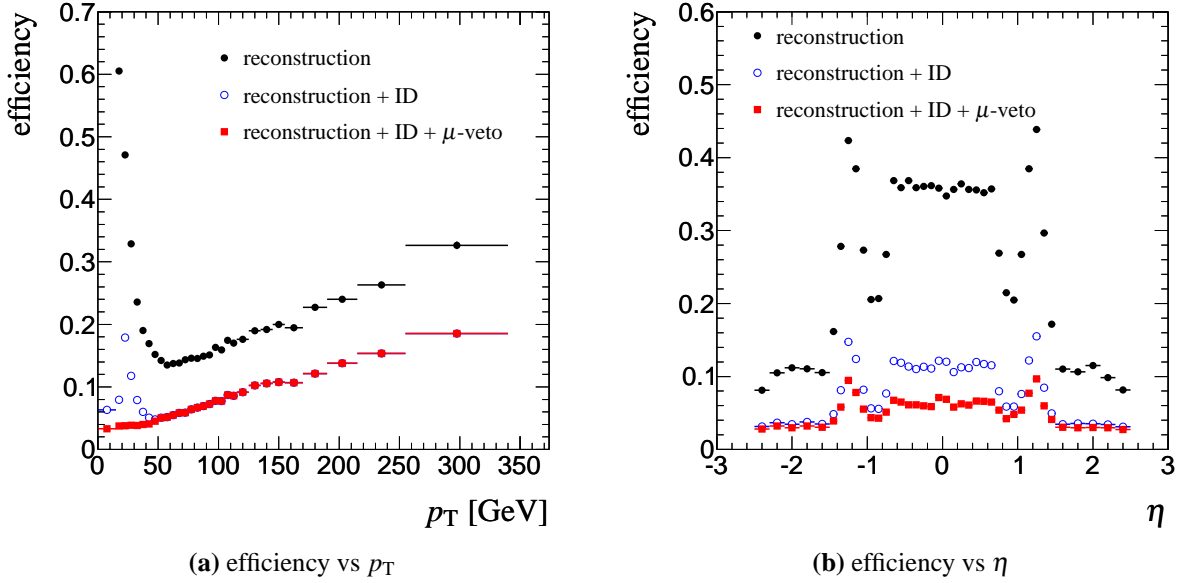 efficiency
0.7
0.6
0.5
0.4
0.3
0.2
0.1
0
reconstruction
reconstruction + ID
reconstruction + ID + μ-veto
0 50 100 150 200 250 300 350
pT [GeV]
(a) efficiency vs pT
efficiency
0.6
0.5
0.4
0.3
0.2
0.1
0
reconstruction
reconstruction + ID
reconstruction + ID + μ-veto
−3 −2 −1 0 1 2 3
η
(b) efficiency vs η